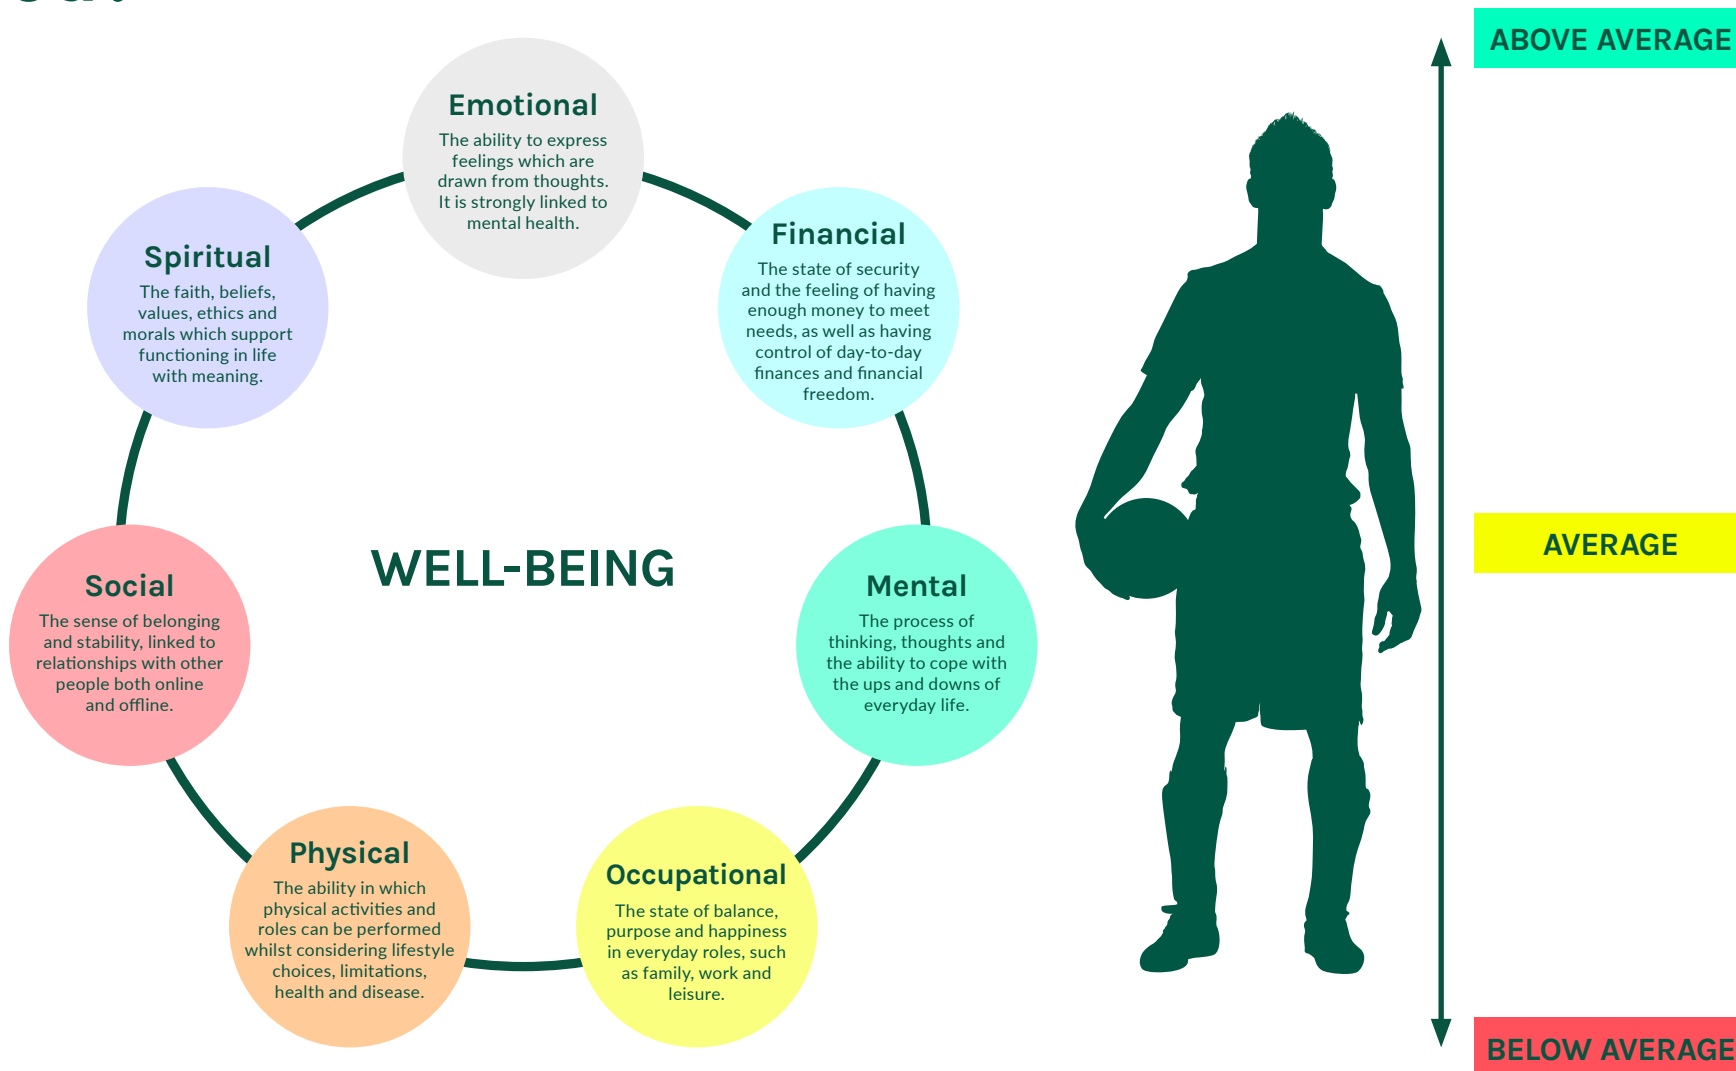 Emotional
The ability to express
feelings which are
drawn from thoughts.
It is strongly linked to
mental health.
Financial
The state of security
and the feeling of having
enough money to meet
needs, as well as having
control of day-to-day
finances and financial
freedom.
Mental
The process of
thinking, thoughts and
the ability to cope with
the ups and downs of
everyday life.
Occupational
The state of balance,
purpose and happiness
in everyday roles, such
as family, work and
leisure.
Physical
The ability in which
physical activities and
roles can be performed
whilst considering lifestyle
choices, limitations,
health and disease.
Social
The sense of belonging
and stability, linked to
relationships with other
people both online
and offline.
Spiritual
The faith, beliefs,
values, ethics and
morals which support
functioning in life
with meaning.
WELL-BEING
ABOVE AVERAGE
AVERAGE
BELOW AVERAGE